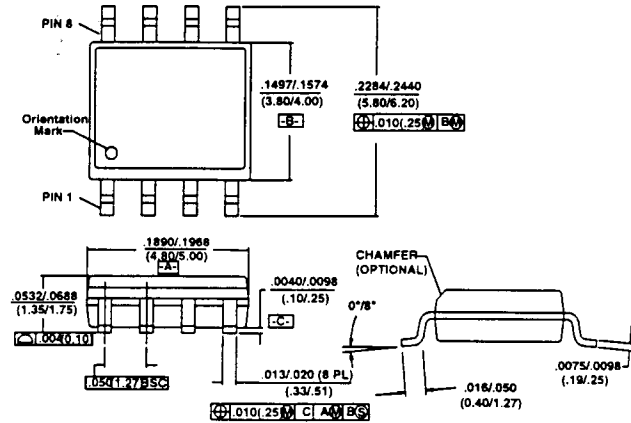 PIN 8
.1497/.1574
(3.80/4.00)
-B-
.2284/.2440
(5.80/6.20)
.010(.25)Ⓜ B Ⓜ
Orientation
Mark
PIN 1
.1890/.1968
(4.80/5.00)
-A-
.0532/.0688
(1.35/1.75)
.004(0.10)
.050(1.27)BSC
.0040/.0098
(.10/.25)
-C-
.013/.020 (8 PL)
(.33/.51)
.010(.25)Ⓜ C AⓂ BⓈ
CHAMFER
(OPTIONAL)
0°/8°
.016/.050
(0.40/1.27)
.0075/.0098
(.19/.25)